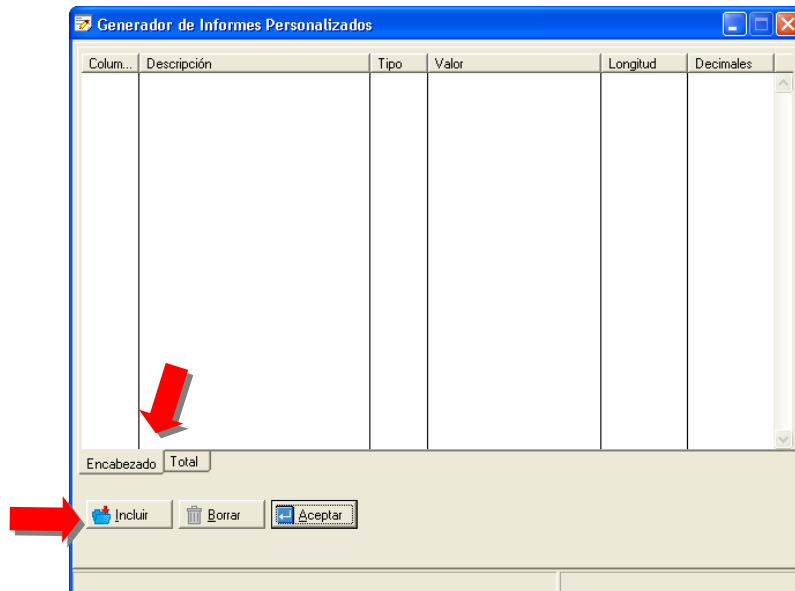 Generador de Informes Personalizados
Colum... Descripción Tipo Valor Longitud Decimales
Encabezado Total
Incluir Borrar Aceptar